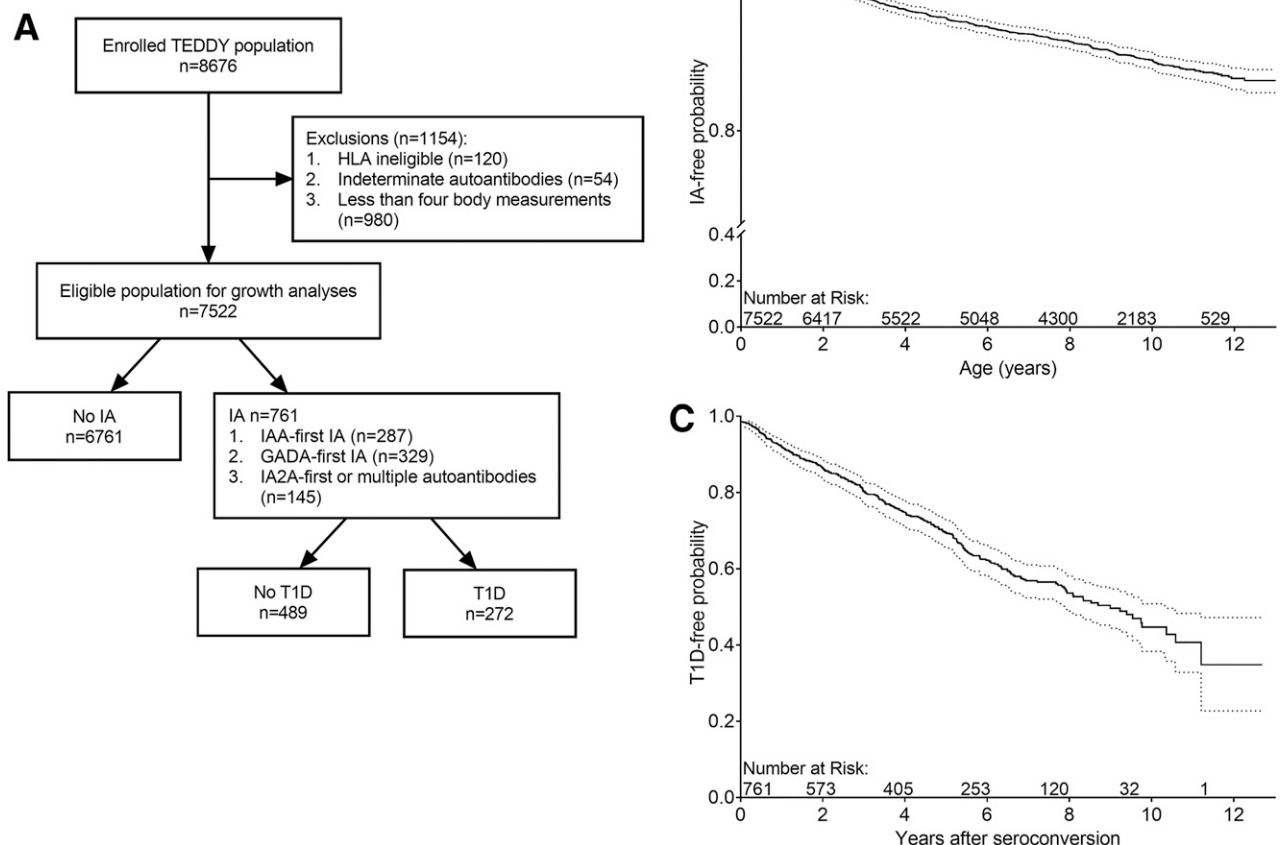 A
Enrolled TEDDY population
n=8676
Exclusions (n=1154):
1. HLA ineligible (n=120)
2. Indeterminate autoantibodies (n=54)
3. Less than four body measurements
(n=980)
Eligible population for growth analyses
n=7522
No IA
n=6761
IA n=761
1. IAA-first IA (n=287)
2. GADA-first IA (n=329)
3. IA2A-first or multiple autoantibodies
(n=145)
No T1D
n=489
T1D
n=272
IA-free probability
0.8
0.4
0.2
0.0
Number at Risk:
7522 6417 5522 5048 4300 2183 529
0 2 4 6 8 10 12
Age (years)
C
T1D-free probability
1.0
0.8
0.6
0.4
0.2
0.0
Number at Risk:
761 573 405 253 120 32 1
0 2 4 6 8 10 12
Years after seroconversion